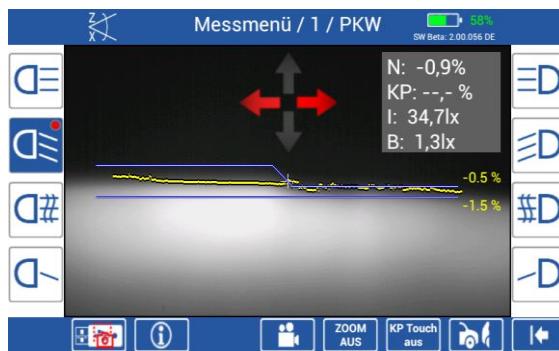 Z
X
Messmenü / 1 / PKW
58%
SW Beta: 2.00.056 DE
N: -0,9%
KP: --,- %
I: 34,7lx
B: 1,3lx
-0.5 %
-1.5 %
ZOOM
AUS
KP Touch
aus